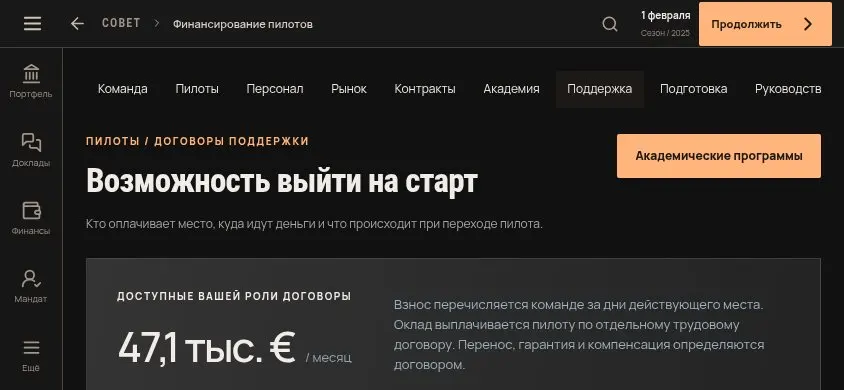 СОВЕТ
Финансирование пилотов
1 февраля
Сезон / 2025
Продолжить
Портфель
Доклады
Финансы
Мандат
Ещё
Команда Пилоты Персонал Рынок Контракты Академия Поддержка Подготовка Руководств
ПИЛОТЫ / ДОГОВОРЫ ПОДДЕРЖКИ
Академические программы
Возможность выйти на старт
Кто оплачивает место, куда идут деньги и что происходит при переходе пилота.
ДОСТУПНЫЕ ВАШЕЙ РОЛИ ДОГОВОРЫ
47,1 тыс. € / месяц
Взнос перечисляется команде за дни действующего места.
Оклад выплачивается пилоту по отдельному трудовому
договору. Перенос, гарантия и компенсация определяются
договором.